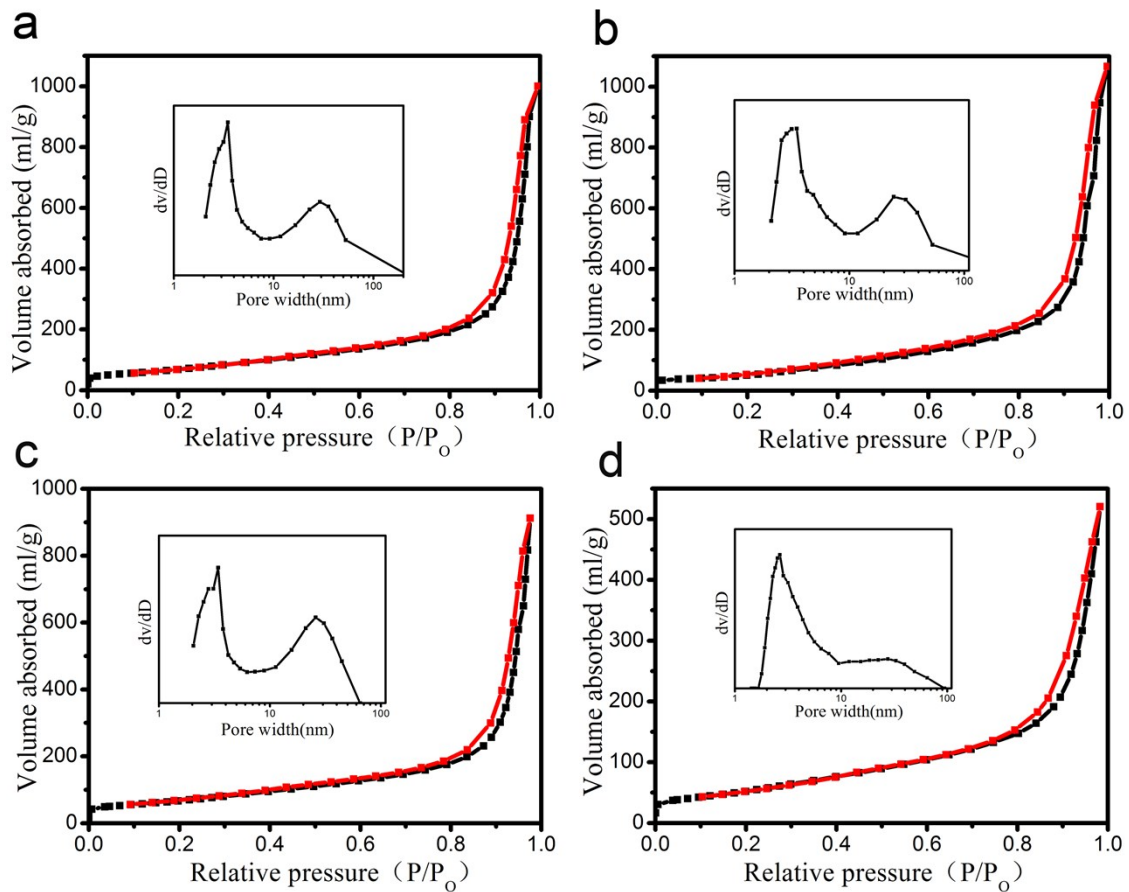 a
Volume absorbed (ml/g)
1000
800
600
400
200
0
0.0 0.2 0.4 0.6 0.8 1.0
Relative pressure（P/P_O）
dv/dD
1 10 100
Pore width(nm)
b
Volume absorbed (ml/g)
1000
800
600
400
200
0
0.0 0.2 0.4 0.6 0.8 1.0
Relative pressure（P/P_O）
dv/dD
1 10 100
Pore width(nm)
c
Volume absorbed (ml/g)
1000
800
600
400
200
0
0.0 0.2 0.4 0.6 0.8 1.0
Relative pressure（P/P_O）
dv/dD
1 10 100
Pore width(nm)
d
Volume absorbed (ml/g)
500
400
300
200
100
0
0.0 0.2 0.4 0.6 0.8 1.0
Relative pressure（P/P_O）
dv/dD
1 10 100
Pore width(nm)